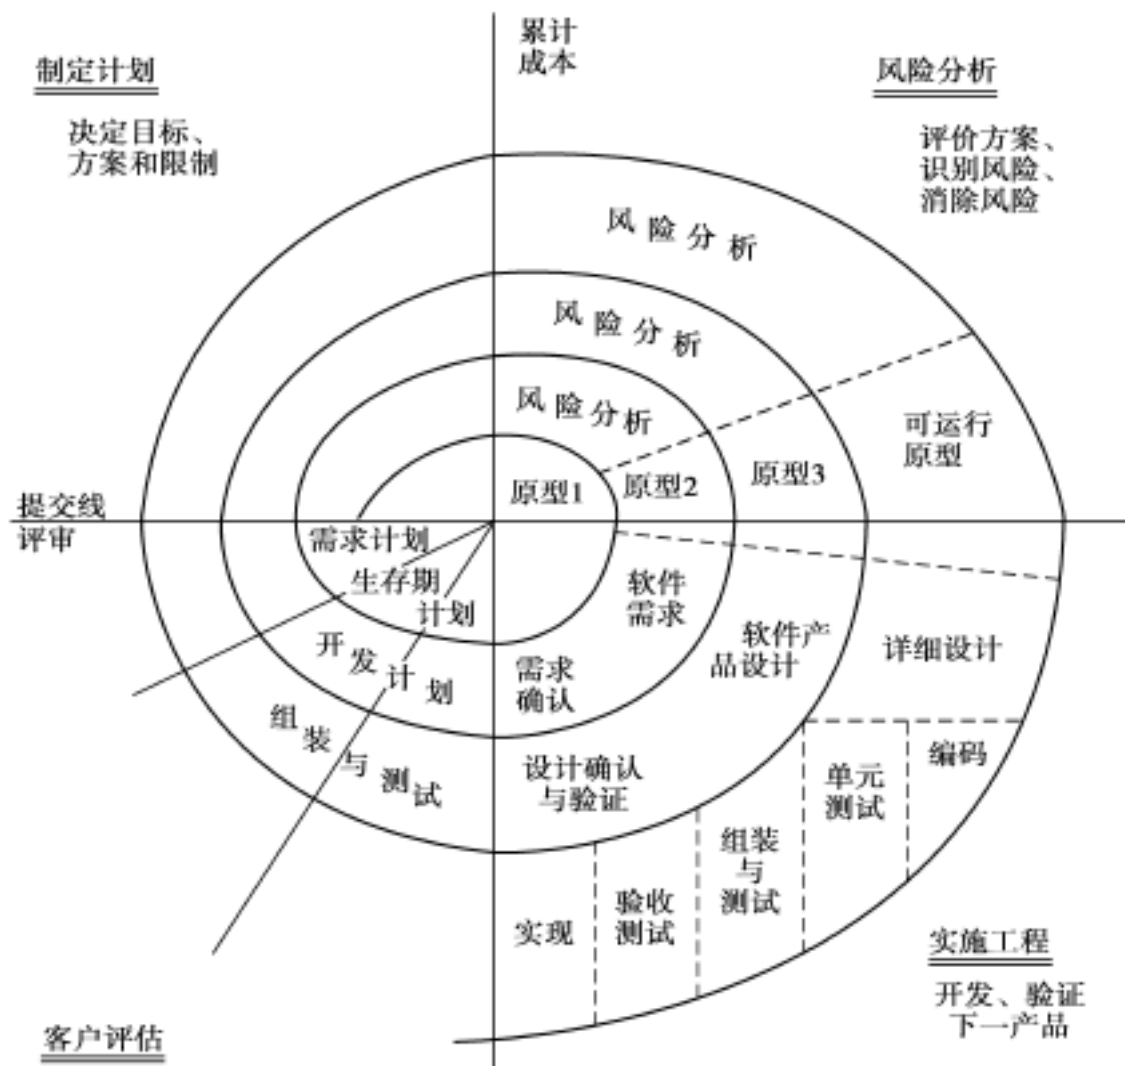 累计
成本
制定计划
决定目标、
方案和限制
风险分析
评价方案、
识别风险、
消除风险
风险分析
风险分析
风险分析
可运行
原型
原型1
原型2
原型3
提交线
评审
需求计划
生存期
计划
开发计划
组装与测试
软件
需求
需求
确认
软件产
品设计
设计确认
与验证
详细设计
编码
单元
测试
组装
与
测试
验收
测试
实现
实施工程
开发、验证
下一产品
客户评估